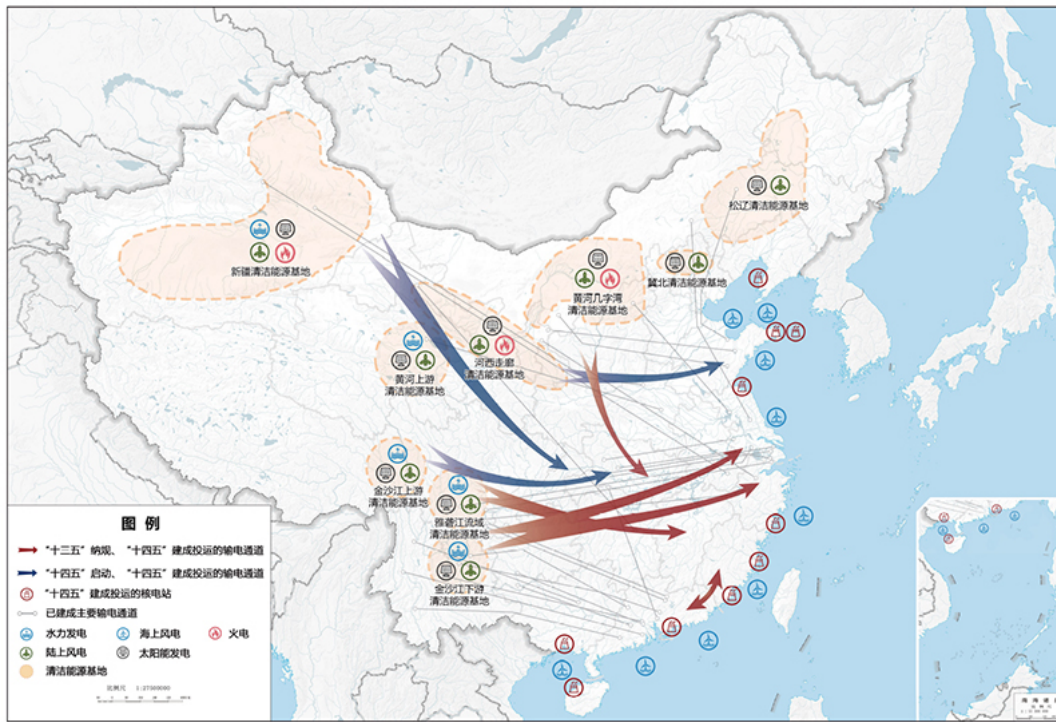 松辽清洁能源基地
新疆清洁能源基地
冀北清洁能源基地
黄河几字湾
清洁能源基地
河西走廊
清洁能源基地
黄河上游
清洁能源基地
金沙江上游
清洁能源基地
雅砻江流域
清洁能源基地
金沙江下游
清洁能源基地
图 例
“十三五”纳规、“十四五”建成投运的输电通道
“十四五”启动、“十四五”建成投运的输电通道
“十四五”建成投运的核电站
已建成主要输电通道
水力发电
海上风电
火电
陆上风电
太阳能发电
清洁能源基地
比例尺 1:27300000